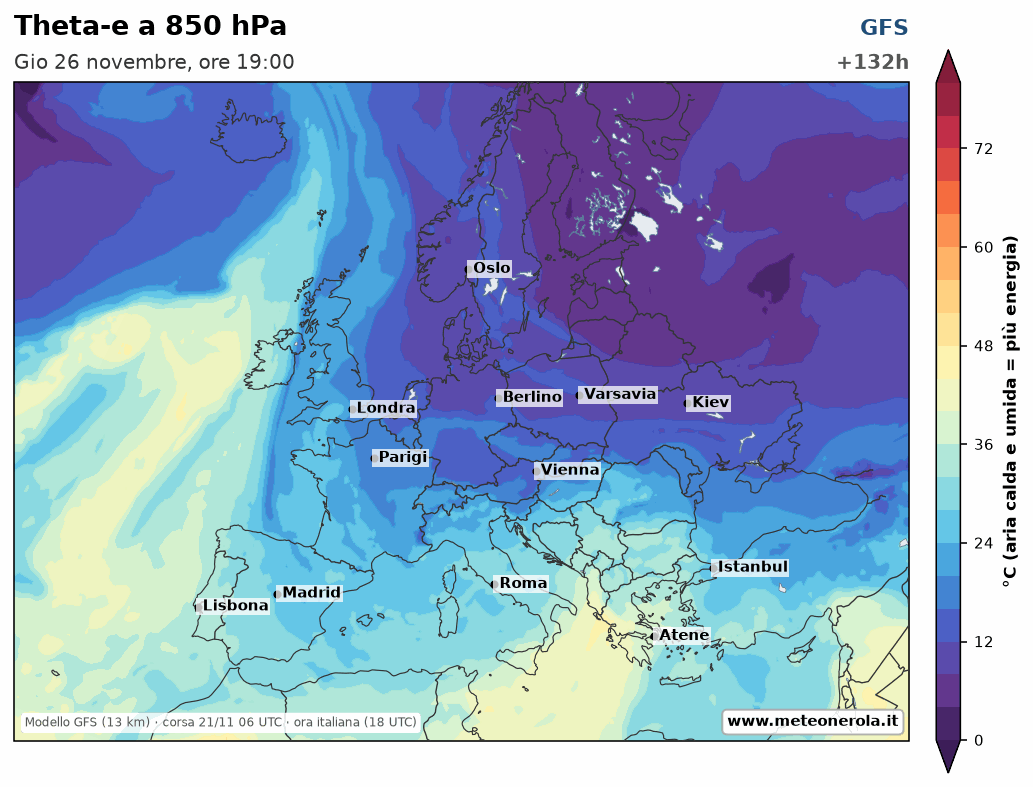 Theta-e a 850 hPa
GFS
Gio 26 novembre, ore 19:00
+132h
72
60
48
36
24
12
0
°C (aria calda e umida = più energia)
Oslo
Berlino
Varsavia
Kiev
Londra
Parigi
Vienna
Istanbul
Roma
Madrid
Lisbona
Atene
Modello GFS (13 km) · corsa 21/11 06 UTC · ora italiana (18 UTC)
www.meteonerola.it